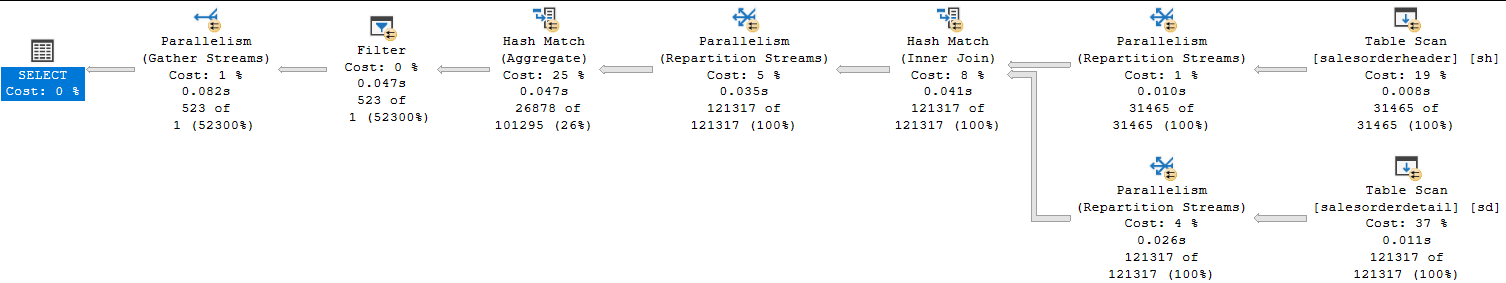 SELECT
Cost: 0 %
Parallelism
(Gather Streams)
Cost: 1 %
0.082s
523 of
1 (52300%)
Filter
Cost: 0 %
0.047s
523 of
1 (52300%)
Hash Match
(Aggregate)
Cost: 25 %
0.047s
26878 of
101295 (26%)
Parallelism
(Repartition Streams)
Cost: 5 %
0.035s
121317 of
121317 (100%)
Hash Match
(Inner Join)
Cost: 8 %
0.041s
121317 of
121317 (100%)
Parallelism
(Repartition Streams)
Cost: 1 %
0.010s
31465 of
31465 (100%)
Table Scan
[salesorderheader] [sh]
Cost: 19 %
0.008s
31465 of
31465 (100%)
Parallelism
(Repartition Streams)
Cost: 4 %
0.026s
121317 of
121317 (100%)
Table Scan
[salesorderdetail] [sd]
Cost: 37 %
0.011s
121317 of
121317 (100%)